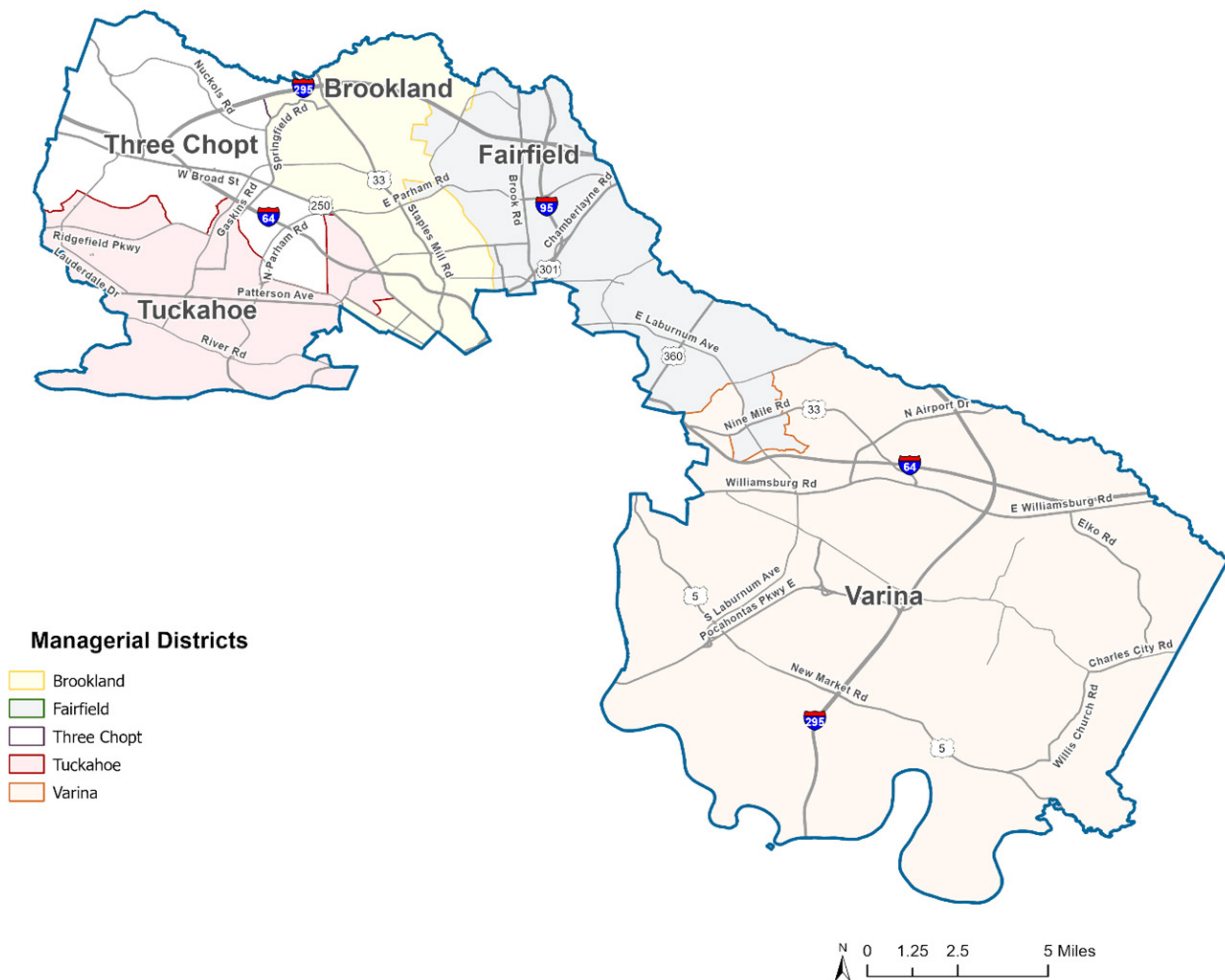 Brookland
295
Nuckols Rd
Springfield Rd
Three Chopt
Fairfield
W Broad St
33
E Parham Rd
Brook Rd
95
Chamberlayne Rd
Gaskins Rd
64
250
N Parham Rd
Staples Mill Rd
Ridgefield Pkwy
Lauderdale Dr
301
Patterson Ave
Tuckahoe
River Rd
E Laburnum Ave
360
Nine Mile Rd
33
N Airport Dr
64
Williamsburg Rd
E Williamsburg Rd
Elko Rd
5
S Laburnum Ave
Pocahontas Pkwy E
Varina
Charles City Rd
New Market Rd
Willis Church Rd
295
5
Managerial Districts
Brookland
Fairfield
Three Chopt
Tuckahoe
Varina
N
0 1.25 2.5 5 Miles